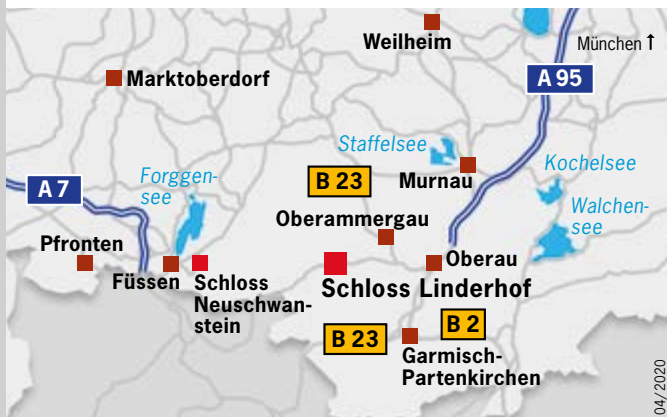 Weilheim
München ↑
Marktoberdorf
A 95
Staffelsee
Forggen-
see
B 23
Murnau
Kochelsee
A 7
Oberammergau
Walchen-
see
Pfronten
Füssen
Schloss
Neuschwan-
stein
Oberau
Schloss Linderhof
B 23
B 2
Garmisch-
Partenkirchen
04/2020